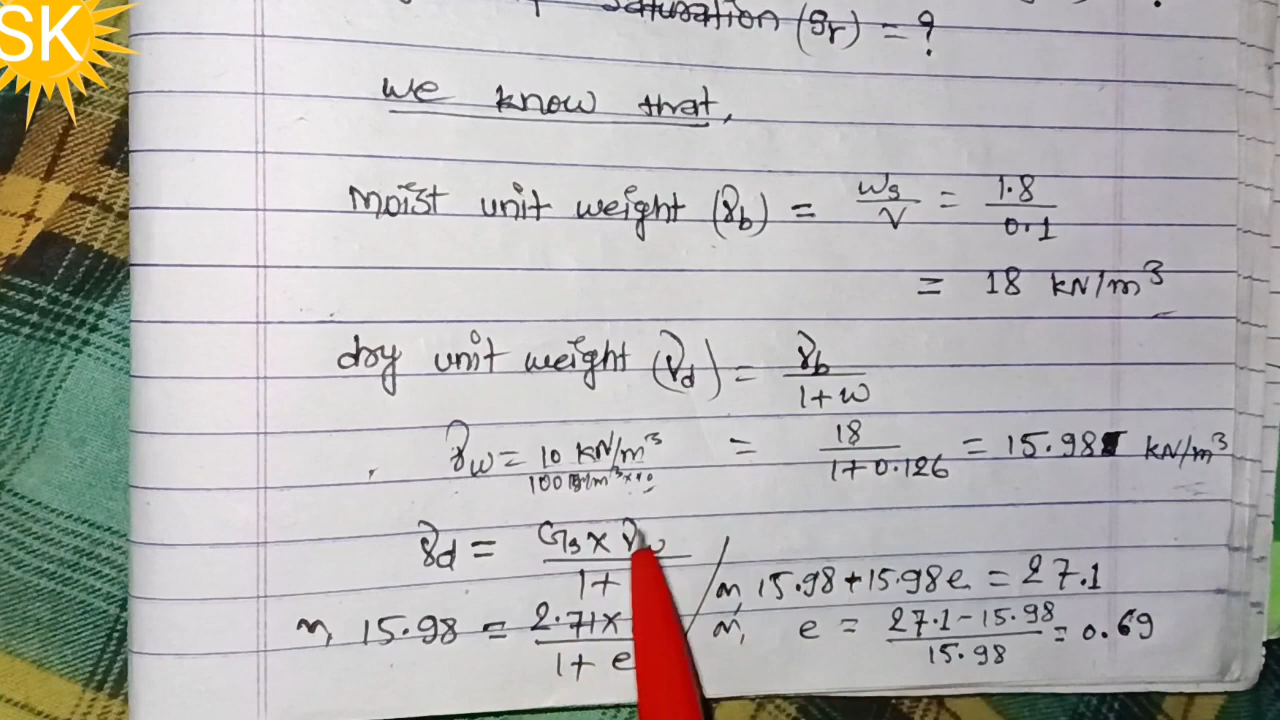 SK
saturation (Sr) = ?
we know that,
moist unit weight (γb) = Ws/V = 1.8/0.1
= 18 kN/m³
dry unit weight (γd) = γb/1+w
γw = 10 kN/m³ = 18/1+0.126 = 15.98 kN/m³
γd = Gs × γw/1+
n, 15.98 = 2.71×/1+e
n, 15.98 + 15.98e = 27.1
n, e = 27.1 - 15.98/15.98 = 0.69